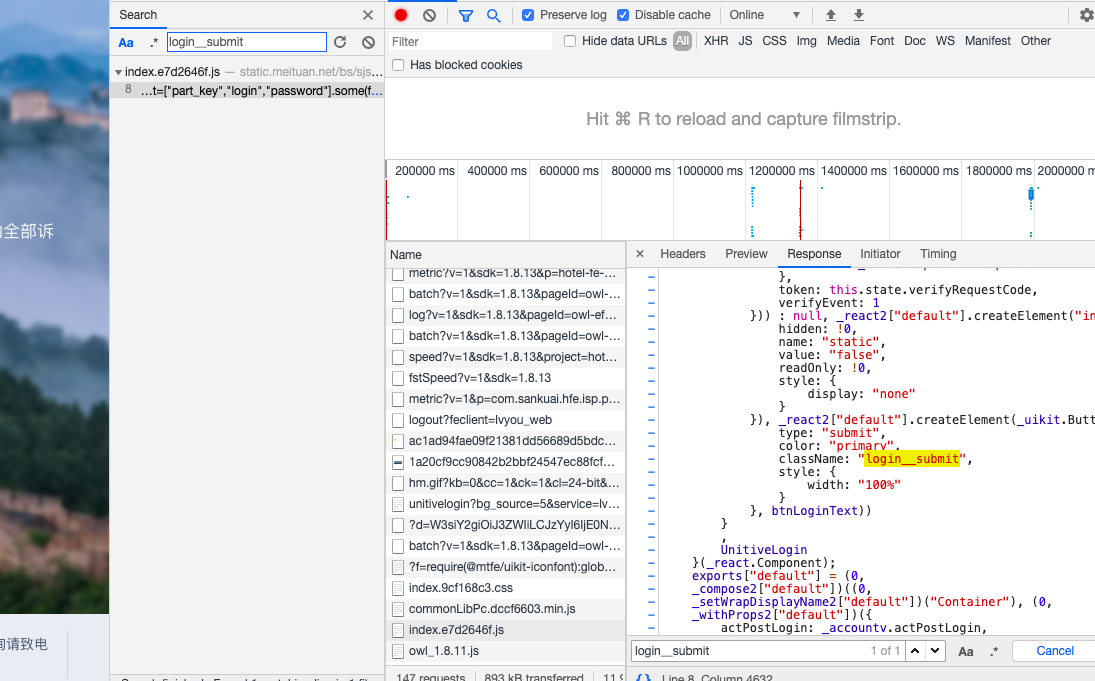 Search
Aa .* login__submit
index.e7d2646f.js — static.meituan.net/bs/sjs…
8 …t=["part_key","login","password"].some(f…
全部诉
询请致电
Preserve log Disable cache Online
Filter Hide data URLs All XHR JS CSS Img Media Font Doc WS Manifest Other
Has blocked cookies
Hit ⌘ R to reload and capture filmstrip.
200000 ms 400000 ms 600000 ms 800000 ms 1000000 ms 1200000 ms 1400000 ms 1600000 ms 1800000 ms 2000000 ms
Name
metric?v=1&sdk=1.8.13&p=hotel-fe-…
batch?v=1&sdk=1.8.13&pageId=owl-…
log?v=1&sdk=1.8.13&pageId=owl-ef…
batch?v=1&sdk=1.8.13&pageId=owl-…
speed?v=1&sdk=1.8.13&project=hot…
fstSpeed?v=1&sdk=1.8.13
metric?v=1&p=com.sankuai.hfe.isp.p…
logout?feclient=lvyou_web
ac1ad94fae09f21381dd56689d5bdc…
1a20cf9cc90842b2bbf24547ec88fcf…
hm.gif?kb=0&cc=1&ck=1&cl=24-bit&…
unitivelogin?bg_source=5&service=lv…
?d=W3siY2giOiJ3ZWIiLCJzYyI6IjE0N…
batch?v=1&sdk=1.8.13&pageId=owl-…
?f=require(@mtfe/uikit-iconfont):glob…
index.9cf168c3.css
commonLibPc.dccf6603.min.js
index.e7d2646f.js
owl_1.8.11.js
147 requests 893 kB transferred
Headers Preview Response Initiator Timing
},
token: this.state.verifyRequestCode,
verifyEvent: 1
})) : null, _react2["default"].createElement("in
hidden: !0,
name: "static",
value: "false",
readOnly: !0,
style: {
display: "none"
}
}), _react2["default"].createElement(_uikit.Butt
type: "submit",
color: "primary",
className: "login__submit",
style: {
width: "100%"
}
}, btnLoginText))
}
,
UnitiveLogin
}(_react.Component);
exports["default"] = (0,
_compose2["default"])((0,
_setWrapDisplayName2["default"])("Container"), (0,
_withProps2["default"])({
actPostLogin: _accountv.actPostLogin,
login__submit 1 of 1 Aa .* Cancel
{} Line 8, Column 4632